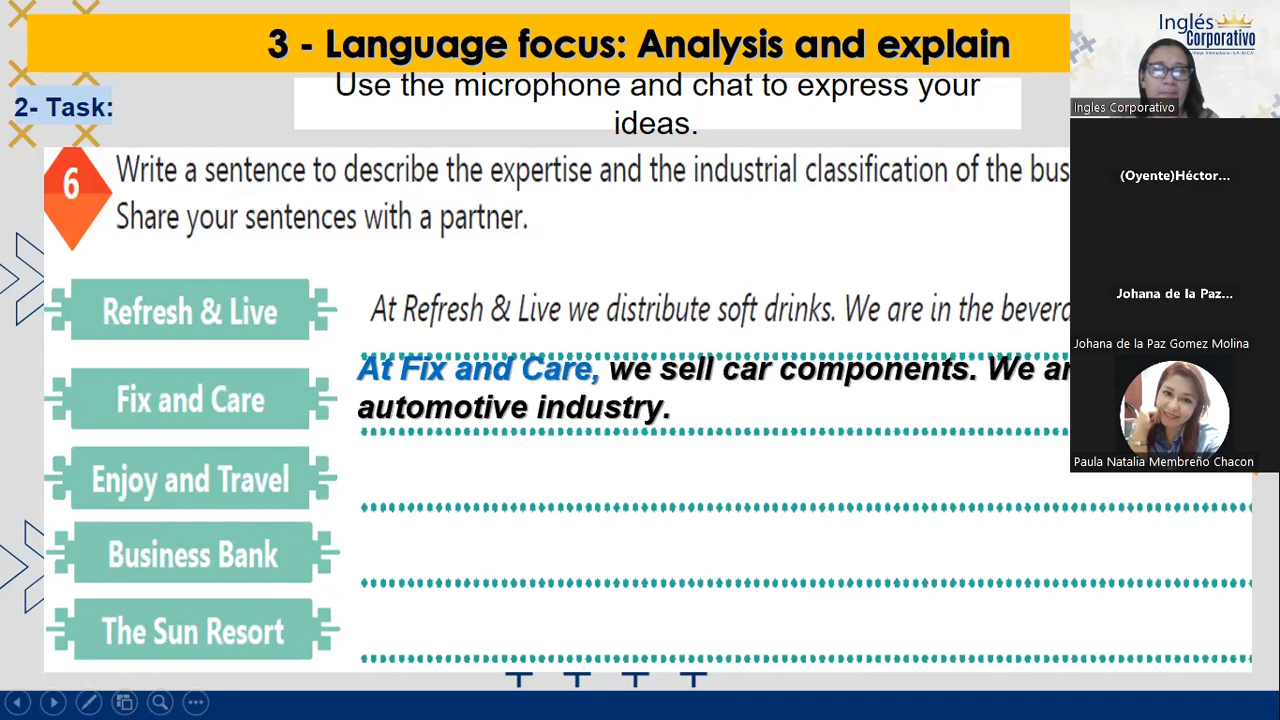 3 - Language focus: Analysis and explain
Inglés
Corporativo
Use the microphone and chat to express your
ideas.
2- Task:
Ingles Corporativo
6
Write a sentence to describe the expertise and the industrial classification of the
Share your sentences with a partner.
(Oyente)Héctor...
Refresh & Live
At Refresh & Live we distribute soft drinks. We are in the
Johana de la Paz...
Johana de la Paz Gomez Molina
Fix and Care
At Fix and Care, we sell car components. We
automotive industry.
Paula Natalia Membreño Chacon
Enjoy and Travel
Business Bank
The Sun Resort